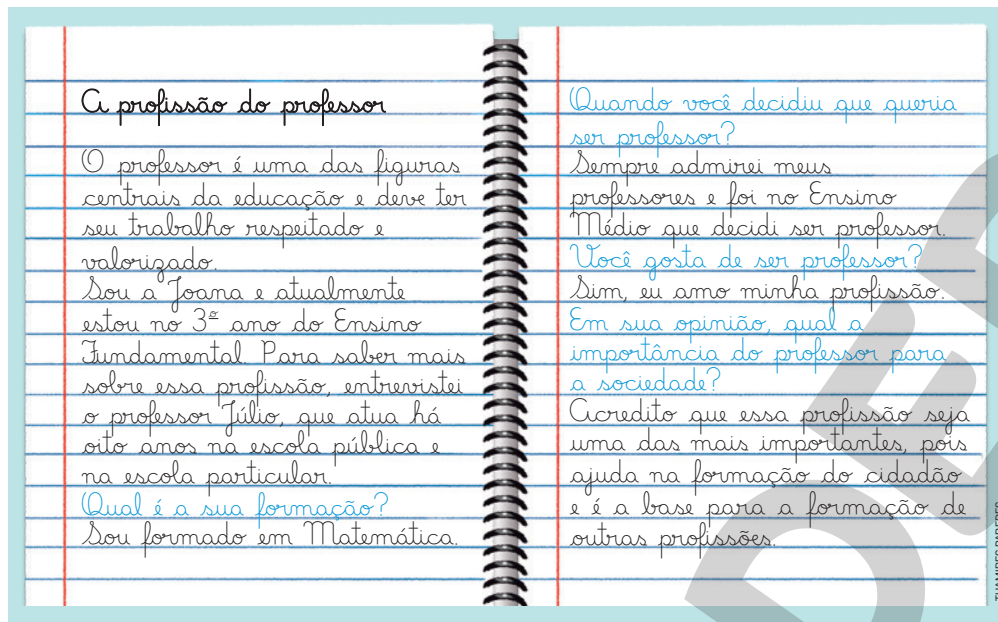 A profissão do professor
O professor é uma das figuras
centrais da educação e deve ter
seu trabalho respeitado e
valorizado.
Sou a Joana e atualmente
estou no 3º ano do Ensino
Fundamental. Para saber mais
sobre essa profissão, entrevistei
o professor Júlio, que atua há
oito anos na escola pública e
na escola particular.
Qual é a sua formação?
Sou formado em Matemática.
Quando você decidiu que queria
ser professor?
Sempre admirei meus
professores e foi no Ensino
Médio que decidi ser professor.
Você gosta de ser professor?
Sim, eu amo minha profissão.
Em sua opinião, qual a
importância do professor para
a sociedade?
Acredito que essa profissão seja
uma das mais importantes, pois
ajuda na formação do cidadão
e é a base para a formação de
outras profissões.